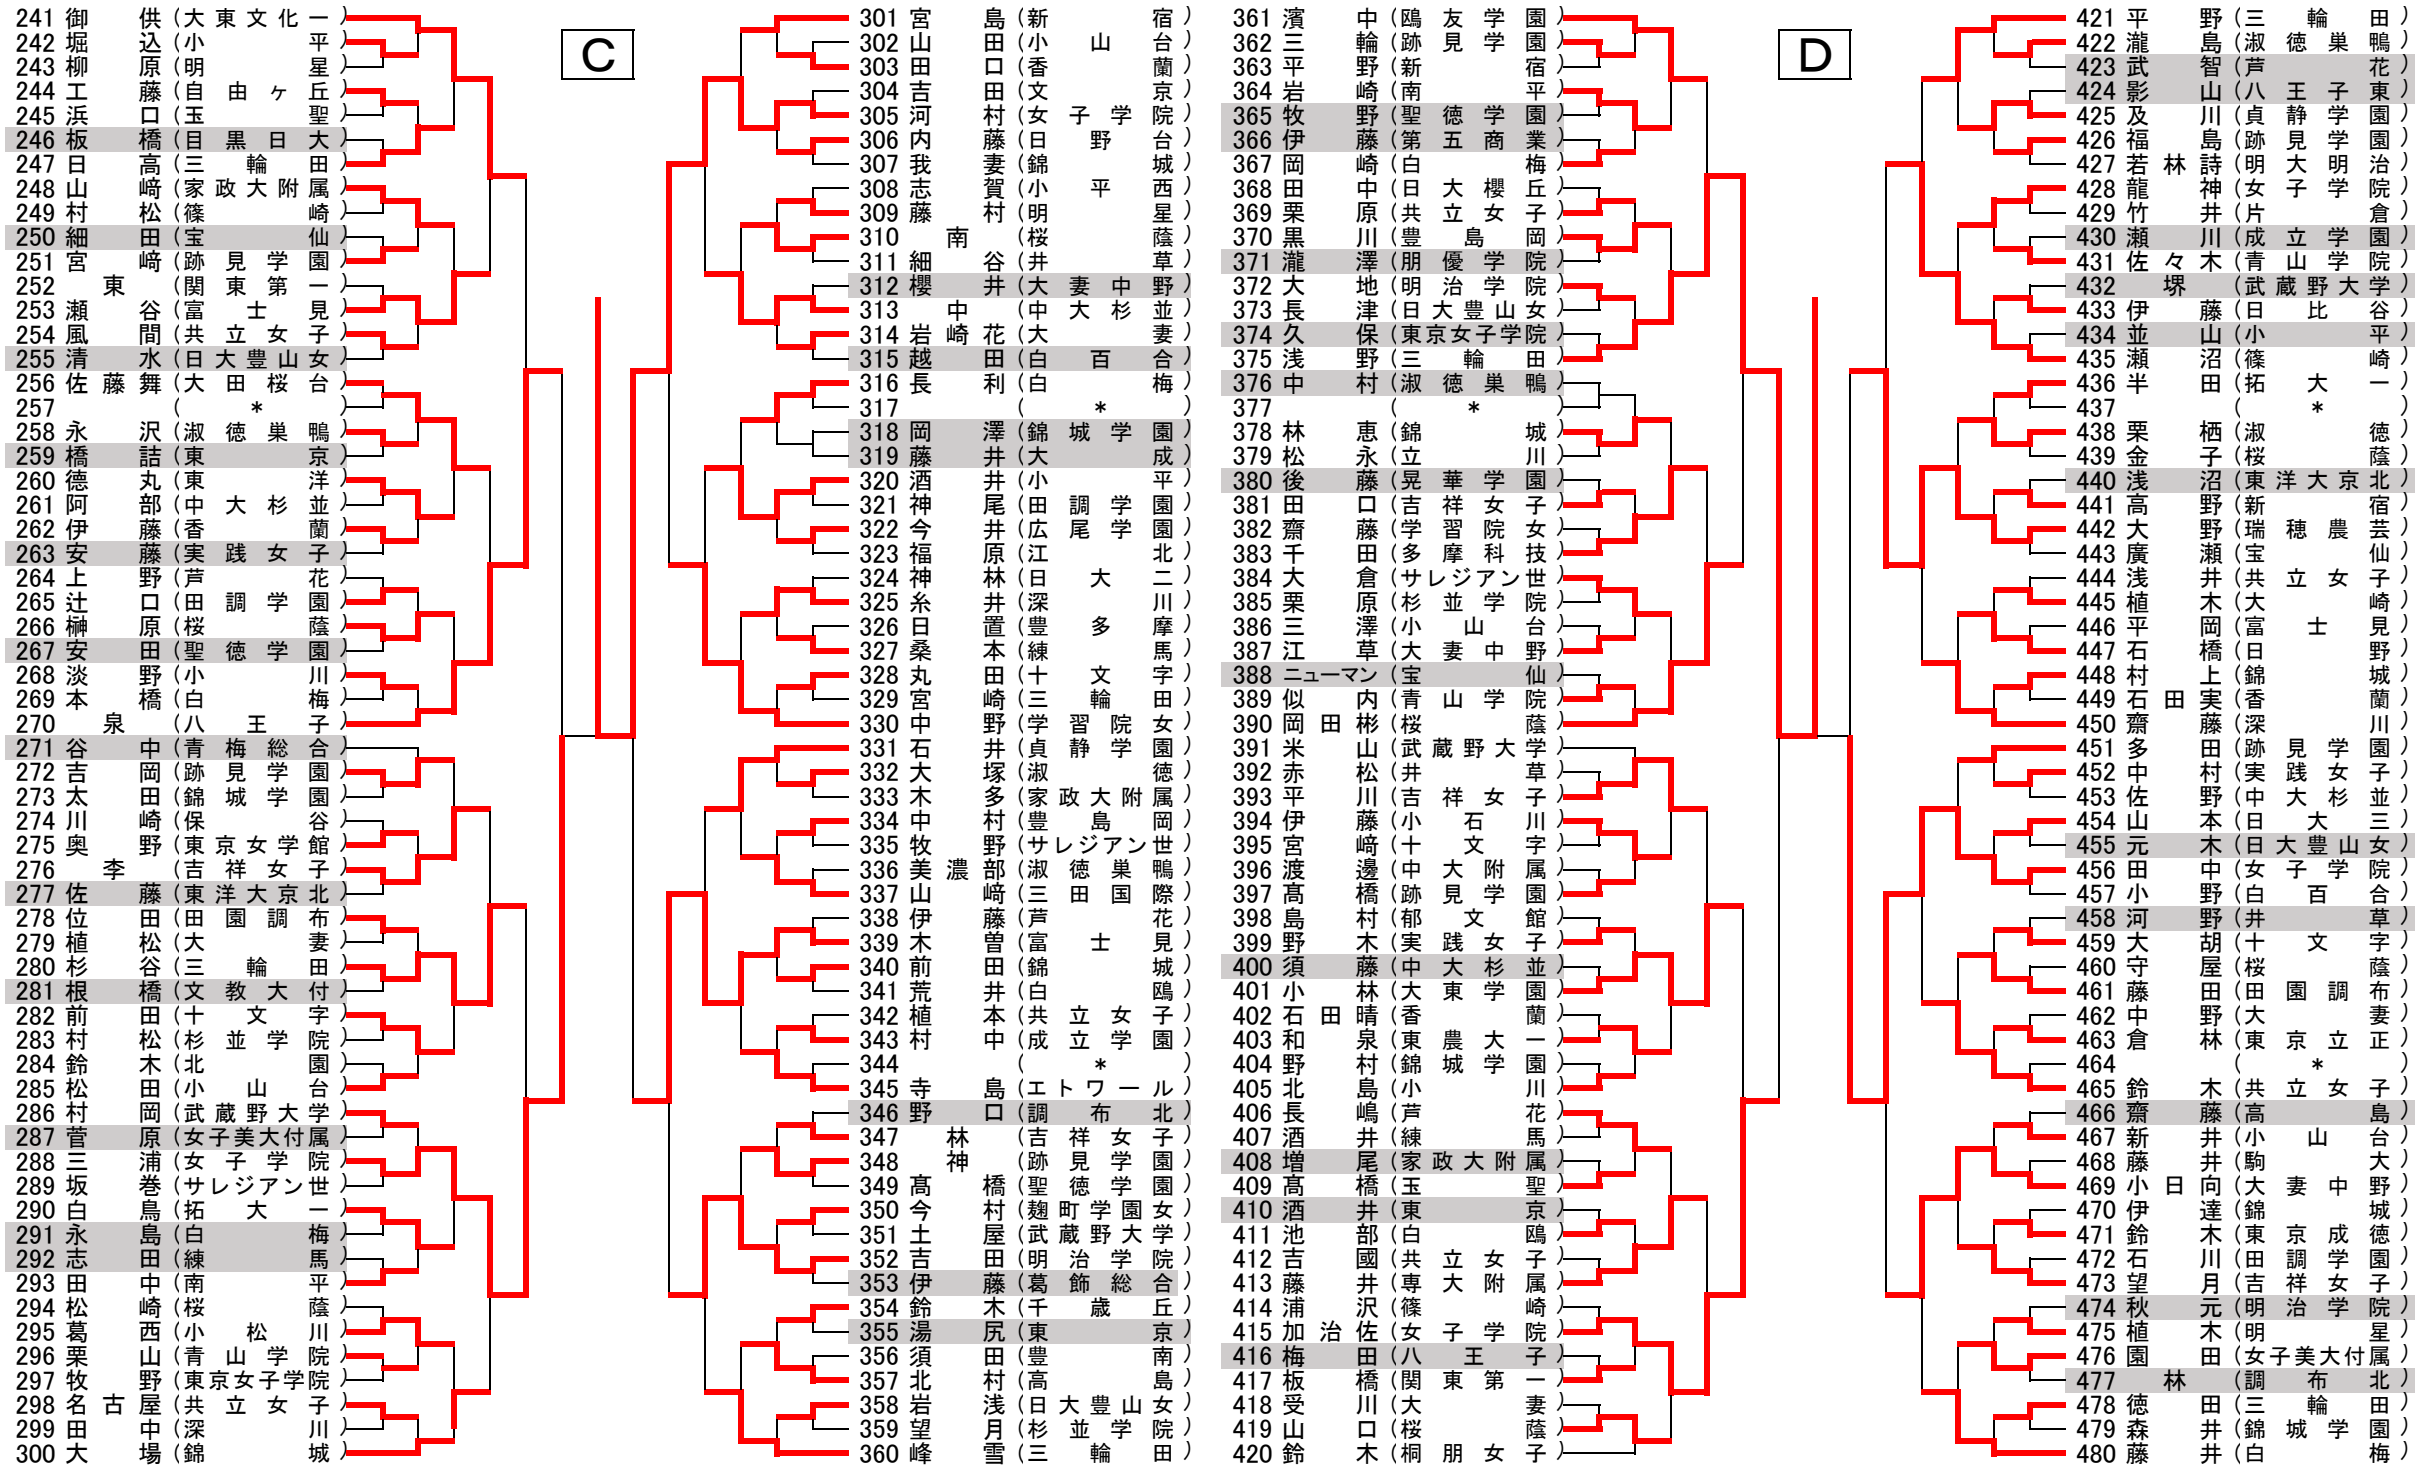 C
241 御供 (大東文化一)
242 堀込 (小平)
243 柳原 (明星)
244 工藤 (自由ヶ丘)
245 浜口 (玉聖)
246 板橋 (目黒日大)
247 日高 (三輪田)
248 山﨑 (家政大附属)
249 村松 (篠崎)
250 細田 (宝仙)
251 宮﨑 (跡見学園)
252 東 (関東第一)
253 瀬谷 (富士見)
254 風間 (共立女子)
255 清水 (日大豊山女)
256 佐藤舞 (大田桜台)
257 (*)
258 永沢 (淑徳巣鴨)
259 橋詰 (東京)
260 徳丸 (東洋)
261 阿部 (中大杉並)
262 伊藤 (香蘭)
263 安藤 (実践女子)
264 上野 (芦花)
265 辻口 (田調学園)
266 榊原 (桜蔭)
267 安田 (聖徳学園)
268 淡野 (小川)
269 本橋 (白梅)
270 泉 (八王子)
271 谷中 (青梅総合)
272 吉岡 (跡見学園)
273 太田 (錦城学園)
274 川崎 (保谷)
275 奥野 (東京女学館)
276 李 (吉祥女子)
277 佐藤 (東洋大京北)
278 位田 (田園調布)
279 植松 (大妻)
280 杉谷 (三輪田)
281 根橋 (文教大付)
282 前田 (十文字)
283 村松 (杉並学院)
284 鈴木 (北園)
285 松田 (小山台)
286 村岡 (武蔵野大学)
287 菅原 (女子美大付属)
288 三浦 (女子学院)
289 坂巻 (サレジアン世)
290 白鳥 (拓大一)
291 永島 (白梅)
292 志田 (練馬)
293 田中 (南平)
294 松崎 (桜蔭)
295 葛西 (小松川)
296 栗山 (青山学院)
297 牧野 (東京女子学院)
298 名古屋 (共立女子)
299 田中 (深川)
300 大場 (錦城)
301 宮島 (新宿)
302 山田 (小山台)
303 田口 (香蘭)
304 吉田 (文京)
305 河村 (女子学院)
306 内藤 (日野台)
307 我妻 (錦城)
308 志賀 (小平西)
309 藤村 (明星)
310 南 (桜蔭)
311 細谷 (井草)
312 櫻井 (大妻中野)
313 中 (中大杉並)
314 岩崎花 (大妻)
315 越田 (白百合)
316 長利 (白梅)
317 (*)
318 岡澤 (錦城学園)
319 藤井 (大成)
320 酒井 (小平)
321 神尾 (田調学園)
322 今井 (広尾学園)
323 福原 (江北)
324 神林 (日大二)
325 糸井 (深川)
326 日置 (豊多摩)
327 桑本 (練馬)
328 丸田 (十文字)
329 宮崎 (三輪田)
330 中野 (学習院女)
331 石井 (貞静学園)
332 大塚 (淑徳)
333 木多 (家政大附属)
334 中村 (豊島岡)
335 牧野 (サレジアン世)
336 美濃部 (淑徳巣鴨)
337 山﨑 (三田国際)
338 伊藤 (芦花)
339 木曽 (富士見)
340 前田 (錦城)
341 荒井 (白鴎)
342 植本 (共立女子)
343 村中 (成立学園)
344 (*)
345 寺島 (エトワール)
346 野口 (調布北)
347 林 (吉祥女子)
348 神 (跡見学園)
349 髙橋 (聖徳学園)
350 今村 (麹町学園女)
351 土屋 (武蔵野大学)
352 吉田 (明治学院)
353 伊藤 (葛飾総合)
354 鈴木 (千歳丘)
355 湯尻 (東京)
356 須田 (豊南)
357 北村 (高島)
358 岩浅 (日大豊山女)
359 望月 (杉並学院)
360 峰雪 (三輪田)
D
361 濱中 (鴎友学園)
362 三輪 (跡見学園)
363 平野 (新宿)
364 岩崎 (南平)
365 牧野 (聖徳学園)
366 伊藤 (第五商業)
367 岡崎 (白梅)
368 田中 (日大櫻丘)
369 栗原 (共立女子)
370 黒川 (豊島岡)
371 瀧澤 (朋優学院)
372 大地 (明治学院)
373 長津 (日大豊山女)
374 久保 (東京女子学院)
375 浅野 (三輪田)
376 中村 (淑徳巣鴨)
377 (*)
378 林恵 (錦城)
379 松永 (立川)
380 後藤 (晃華学園)
381 田口 (吉祥女子)
382 齋藤 (学習院女)
383 千田 (多摩科技)
384 大倉 (サレジアン世)
385 栗原 (杉並学院)
386 三澤 (小山台)
387 江草 (大妻中野)
388 ニューマン (宝仙)
389 似内 (青山学院)
390 岡田彬 (桜蔭)
391 米山 (武蔵野大学)
392 赤松 (井草)
393 平川 (吉祥女子)
394 伊藤 (小石川)
395 宮﨑 (十文字)
396 渡邊 (中大附属)
397 髙橋 (跡見学園)
398 島村 (郁文館)
399 野木 (実践女子)
400 須藤 (中大杉並)
401 小林 (大東学園)
402 石田晴 (香蘭)
403 和泉 (東農大一)
404 野村 (錦城学園)
405 北島 (小川)
406 長嶋 (芦花)
407 酒井 (練馬)
408 増尾 (家政大附属)
409 髙橋 (玉聖)
410 酒井 (東京)
411 池部 (白鴎)
412 吉國 (共立女子)
413 藤井 (専大附属)
414 浦沢 (篠崎)
415 加治佐 (女子学院)
416 梅田 (八王子)
417 板橋 (関東第一)
418 受川 (大妻)
419 山口 (桜蔭)
420 鈴木 (桐朋女子)
421 平野 (三輪田)
422 瀧島 (淑徳巣鴨)
423 武智 (芦花)
424 影山 (八王子東)
425 及川 (貞静学園)
426 福島 (跡見学園)
427 若林詩 (明大明治)
428 龍神 (女子学院)
429 竹井 (片倉)
430 瀬川 (成立学園)
431 佐々木 (青山学院)
432 堺 (武蔵野大学)
433 伊藤 (日比谷)
434 並山 (小平)
435 瀬沼 (篠崎)
436 半田 (拓大一)
437 (*)
438 栗栖 (淑徳)
439 金子 (桜蔭)
440 浅沼 (東洋大京北)
441 高野 (新宿)
442 大野 (瑞穂農芸)
443 廣瀬 (宝仙)
444 浅井 (共立女子)
445 植木 (大崎)
446 平岡 (富士見)
447 石橋 (日野)
448 村上 (錦城)
449 石田実 (香蘭)
450 齋藤 (深川)
451 多田 (跡見学園)
452 中村 (実践女子)
453 佐野 (中大杉並)
454 山本 (日大三)
455 元木 (日大豊山女)
456 田中 (女子学院)
457 小野 (白百合)
458 河野 (井草)
459 大胡 (十文字)
460 守屋 (桜蔭)
461 藤田 (田園調布)
462 中野 (大妻)
463 倉林 (東京立正)
464 (*)
465 鈴木 (共立女子)
466 齋藤 (高島)
467 新井 (小山台)
468 藤井 (駒大)
469 小日向 (大妻中野)
470 伊達 (錦城)
471 鈴木 (東京成徳)
472 石川 (田調学園)
473 望月 (吉祥女子)
474 秋元 (明治学院)
475 植木 (明星)
476 園田 (女子美大付属)
477 林 (調布北)
478 徳田 (三輪田)
479 森井 (錦城学園)
480 藤井 (白梅)